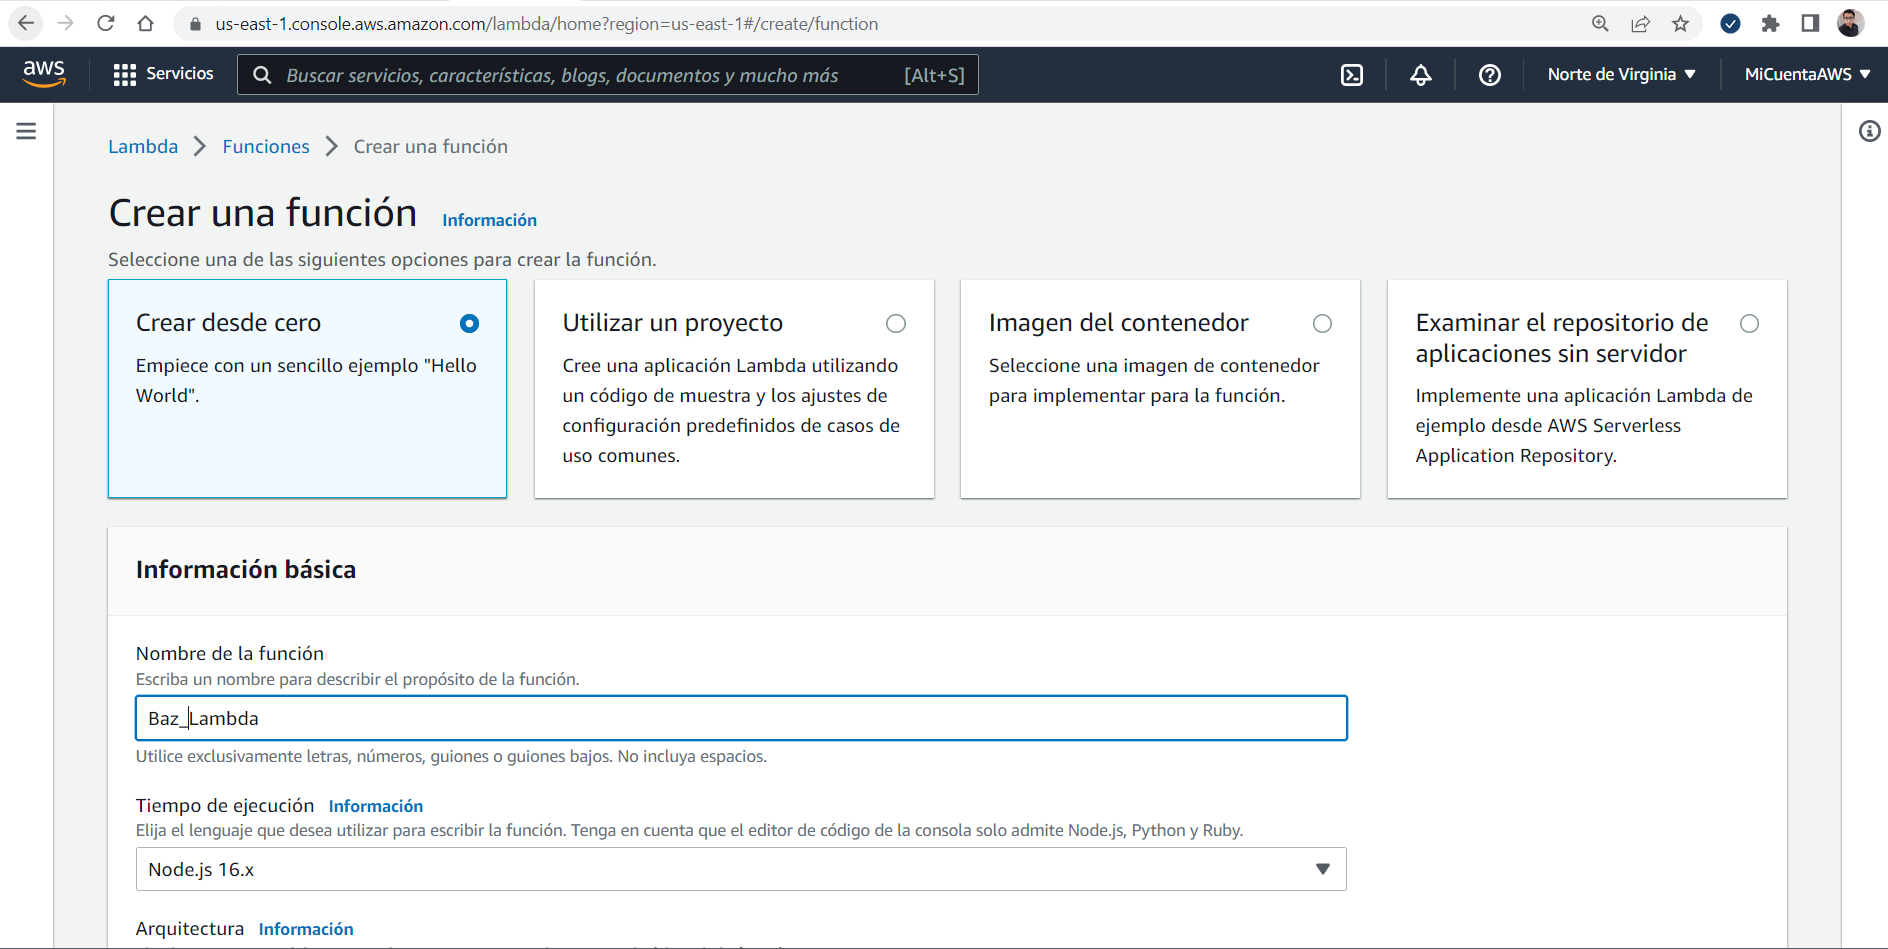 us-east-1.console.aws.amazon.com/lambda/home?region=us-east-1#/create/function
aws
Servicios
Buscar servicios, características, blogs, documentos y mucho más [Alt+S]
Norte de Virginia
MiCuentaAWS
Lambda > Funciones > Crear una función
Crear una función Información
Seleccione una de las siguientes opciones para crear la función.
Crear desde cero
Empiece con un sencillo ejemplo "Hello
World".
Utilizar un proyecto
Cree una aplicación Lambda utilizando
un código de muestra y los ajustes de
configuración predefinidos de casos de
uso comunes.
Imagen del contenedor
Seleccione una imagen de contenedor
para implementar para la función.
Examinar el repositorio de
aplicaciones sin servidor
Implemente una aplicación Lambda de
ejemplo desde AWS Serverless
Application Repository.
Información básica
Nombre de la función
Escriba un nombre para describir el propósito de la función.
Baz_Lambda
Utilice exclusivamente letras, números, guiones o guiones bajos. No incluya espacios.
Tiempo de ejecución Información
Elija el lenguaje que desea utilizar para escribir la función. Tenga en cuenta que el editor de código de la consola solo admite Node.js, Python y Ruby.
Node.js 16.x
Arquitectura Información